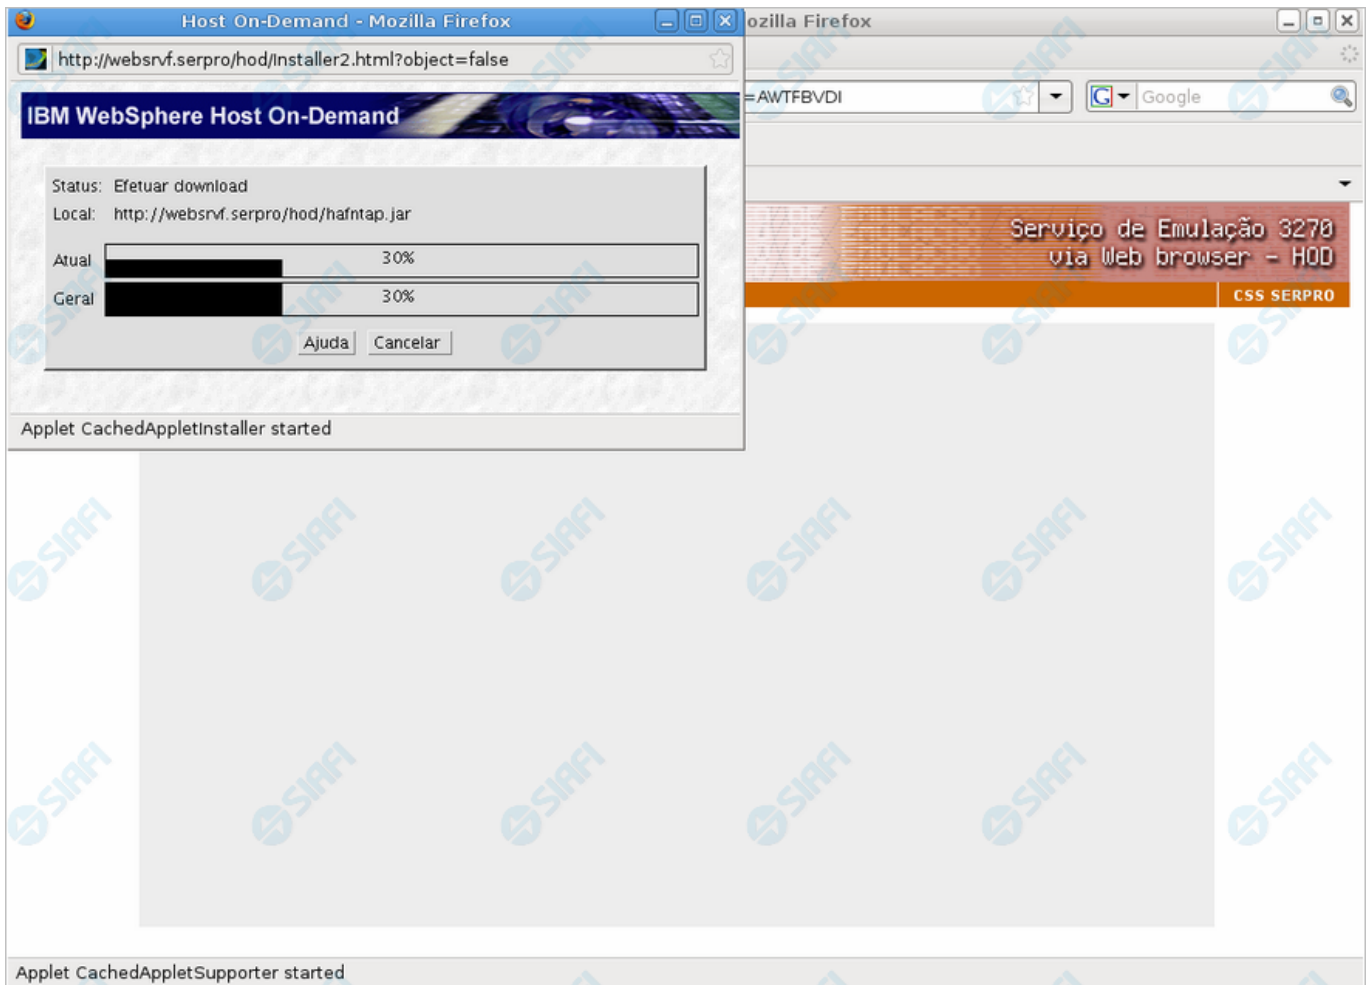 Host On-Demand - Mozilla Firefox
ozilla Firefox
http://websrvf.serpro/hod/Installer2.html?object=false
=AWTFBVDI
Google
IBM WebSphere Host On-Demand
Status: Efetuar download
Local: http://websrvf.serpro/hod/hafntap.jar
Atual 30%
Geral 30%
Ajuda Cancelar
Applet CachedAppletInstaller started
Serviço de Emulação 3270
via Web browser - HOD
CSS SERPRO
SIAFI
Applet CachedAppletSupporter started